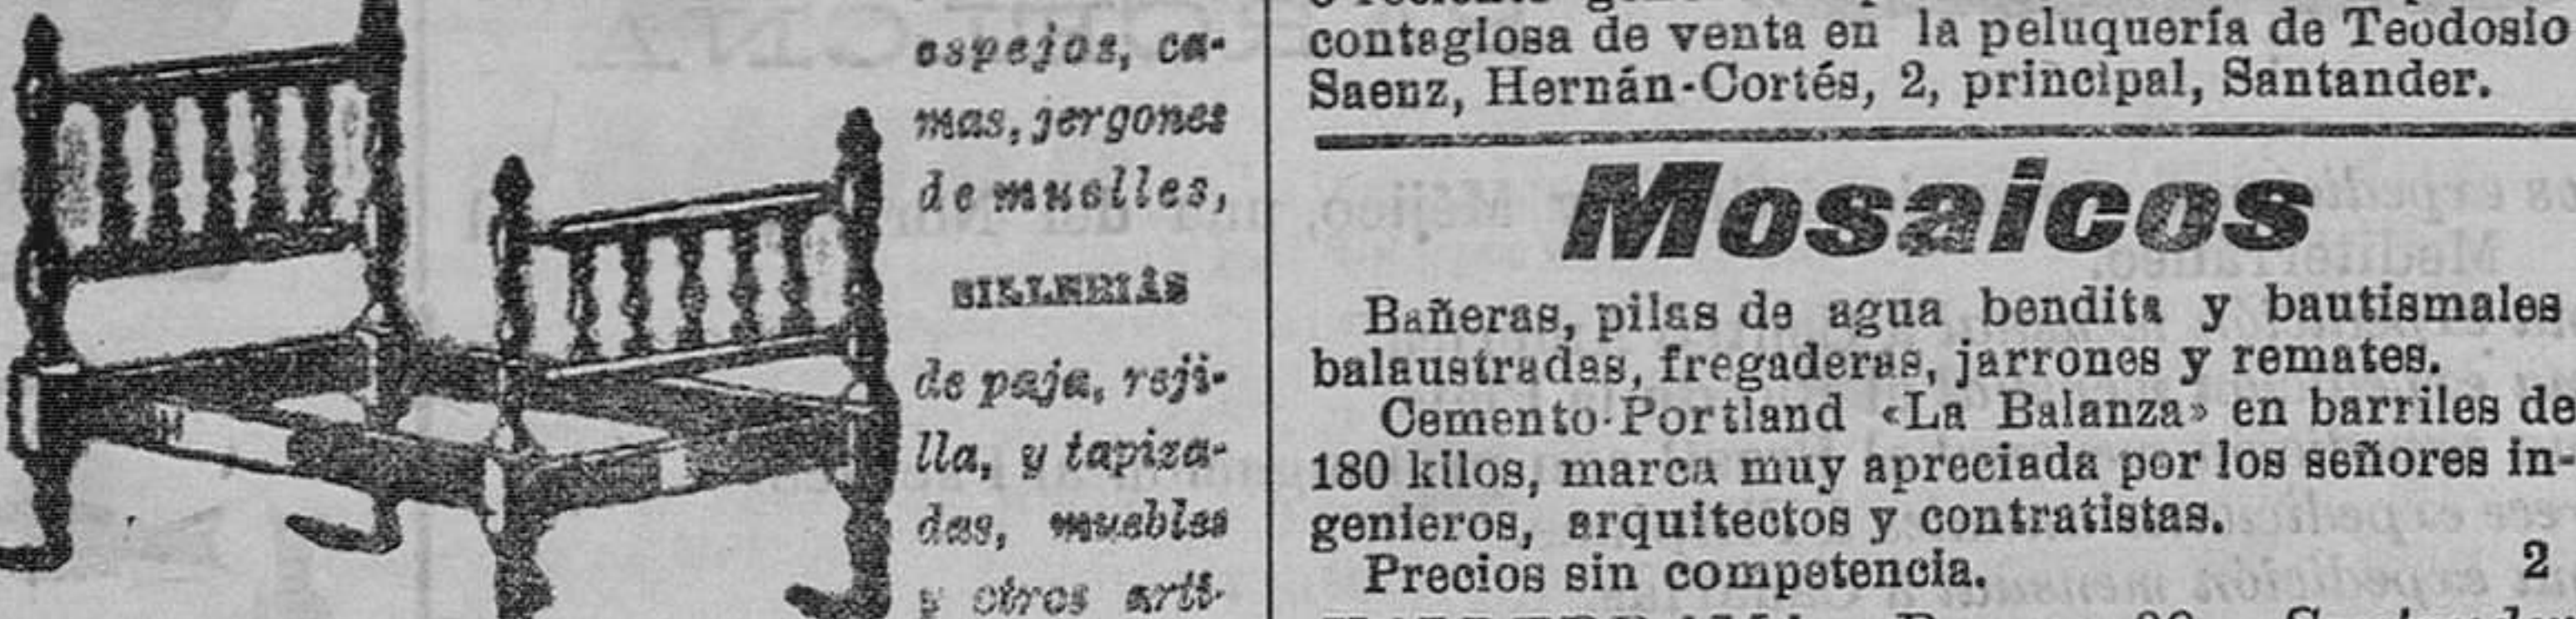 espejos, ca-
mas, jergones
de muelles,
SILLERIAS
de paja, reji-
lla, y tapiza-
das, muebles
y otros arti-
contagiosa de venta en la peluquería de Teodosio
Saenz, Hernán-Cortés, 2, principal, Santander.
Mosaicos
Bañeras, pilas de agua bendita y bautismales
balaustradas, fregaderas, jarrones y remates.
Cemento-Portland «La Balanza» en barriles de
180 kilos, marca muy apreciada por los señores in-
genieros, arquitectos y contratistas.
Precios sin competencia.
2